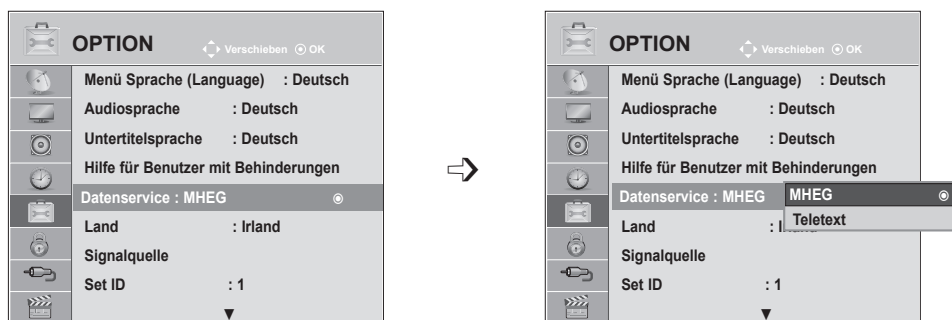 OPTION
Verschieben OK
Menü Sprache (Language) : Deutsch
Audiosprache : Deutsch
Untertitelsprache : Deutsch
Hilfe für Benutzer mit Behinderungen
Datenservice : MHEG
Land : Irland
Signalquelle
Set ID : 1
OPTION
Verschieben OK
Menü Sprache (Language) : Deutsch
Audiosprache : Deutsch
Untertitelsprache : Deutsch
Hilfe für Benutzer mit Behinderungen
Datenservice : MHEG
MHEG
Teletext
Land : Irland
Signalquelle
Set ID : 1